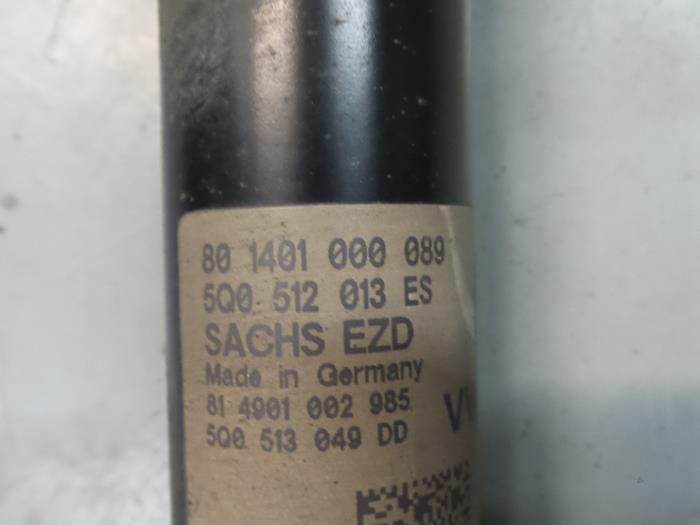 80 1401 000 089
5Q0 512 013 ES
SACHS EZD
Made in Germany
81 4901 002 985
5Q0 513 049 DD